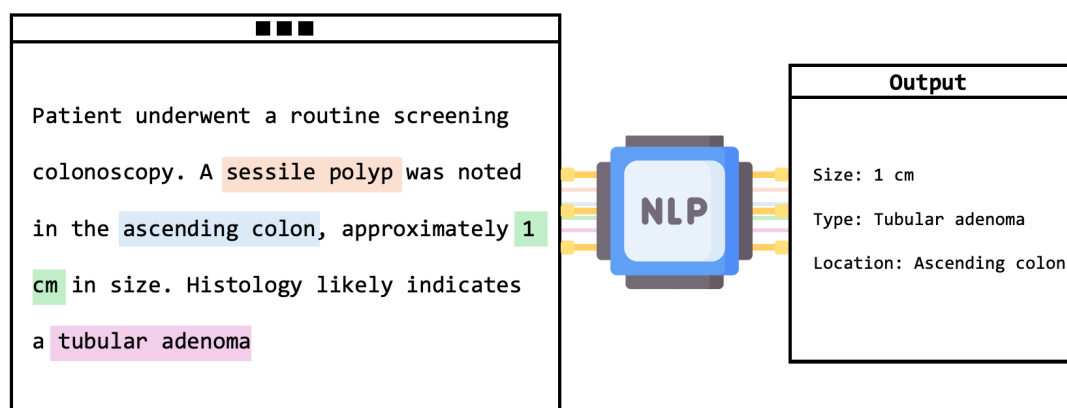 Patient underwent a routine screening
colonoscopy. A sessile polyp was noted
in the ascending colon, approximately 1
cm in size. Histology likely indicates
a tubular adenoma
NLP
Output
Size: 1 cm
Type: Tubular adenoma
Location: Ascending colon